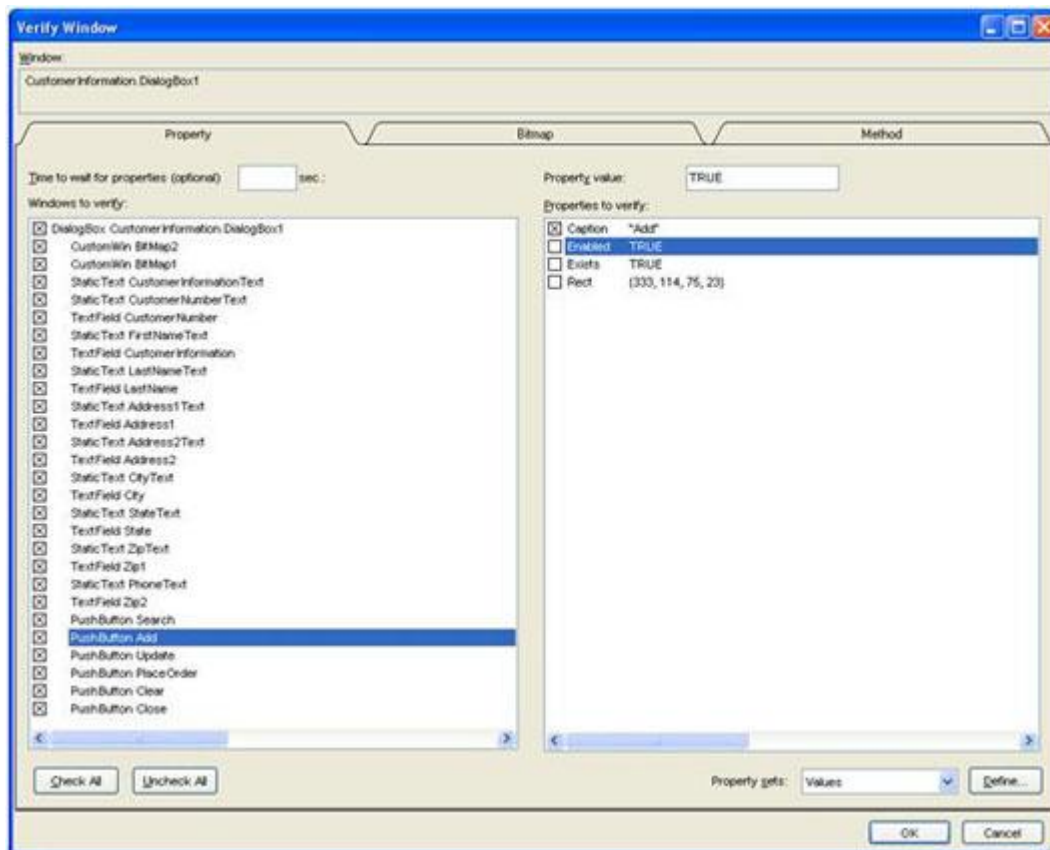 Verify Window
Window:
CustomerInformation.DialogBox1
Property Bitmap Method
Time to wait for properties (optional) sec.:
Property value: TRUE
Windows to verify:
DialogBox CustomerInformation.DialogBox1
CustomWin BitMap2
CustomWin BitMap1
StaticText CustomerInformationText
StaticText CustomerNumberText
TextField CustomerNumber
StaticText FirstNameText
TextField CustomerInformation
StaticText LastNameText
TextField LastName
StaticText Address1Text
TextField Address1
StaticText Address2Text
TextField Address2
StaticText CityText
TextField City
StaticText StateText
TextField State
StaticText ZipText
TextField Zip1
StaticText PhoneText
TextField Zip2
PushButton Search
PushButton Add
PushButton Update
PushButton PlaceOrder
PushButton Clear
PushButton Close
Properties to verify:
Caption "Add"
Enabled TRUE
Exists TRUE
Rect {333, 114, 75, 23}
Check All
Uncheck All
Property sets: Values
Define...
OK
Cancel